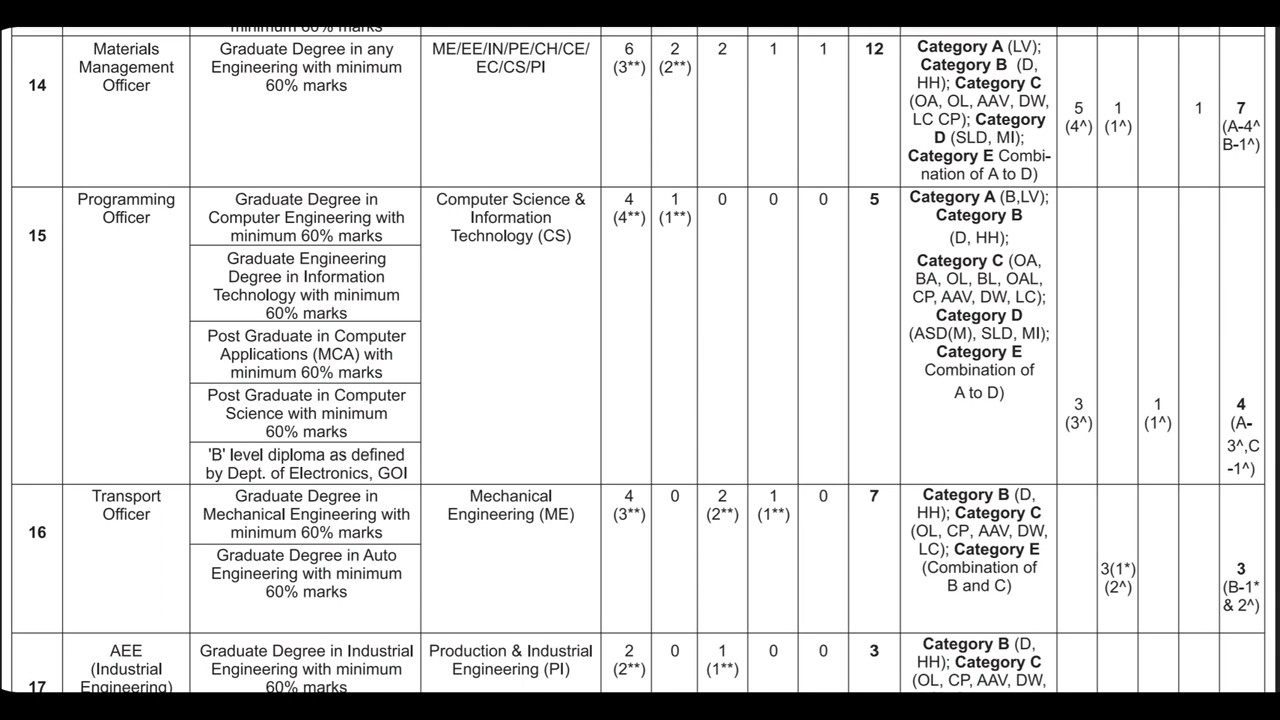 minimum 60% marks
14
Materials
Management
Officer
Graduate Degree in any
Engineering with minimum
60% marks
ME/EE/IN/PE/CH/CE/
EC/CS/PI
6
(3**)
2
(2**)
2
1
1
12
Category A (LV);
Category B (D,
HH); Category C
(OA, OL, AAV, DW,
LC CP); Category
D (SLD, MI);
Category E Combi-
nation of A to D)
5
(4^)
1
(1^)
1
7
(A-4^
B-1^)
15
Programming
Officer
Graduate Degree in
Computer Engineering with
minimum 60% marks
Graduate Engineering
Degree in Information
Technology with minimum
60% marks
Post Graduate in Computer
Applications (MCA) with
minimum 60% marks
Post Graduate in Computer
Science with minimum
60% marks
'B' level diploma as defined
by Dept. of Electronics, GOI
Computer Science &
Information
Technology (CS)
4
(4**)
1
(1**)
0
0
0
5
Category A (B,LV);
Category B
(D, HH);
Category C (OA,
BA, OL, BL, OAL,
CP, AAV, DW, LC);
Category D
(ASD(M), SLD, MI);
Category E
Combination of
A to D)
3
(3^)
1
(1^)
4
(A-
3^,C
-1^)
16
Transport
Officer
Graduate Degree in
Mechanical Engineering with
minimum 60% marks
Graduate Degree in Auto
Engineering with minimum
60% marks
Mechanical
Engineering (ME)
4
(3**)
0
2
(2**)
1
(1**)
0
7
Category B (D,
HH); Category C
(OL, CP, AAV, DW,
LC); Category E
(Combination of
B and C)
3(1*)
(2^)
3
(B-1*
& 2^)
17
AEE
(Industrial
Engineering)
Graduate Degree in Industrial
Engineering with minimum
60% marks
Production & Industrial
Engineering (PI)
2
(2**)
0
1
(1**)
0
0
3
Category B (D,
HH); Category C
(OL, CP, AAV, DW,